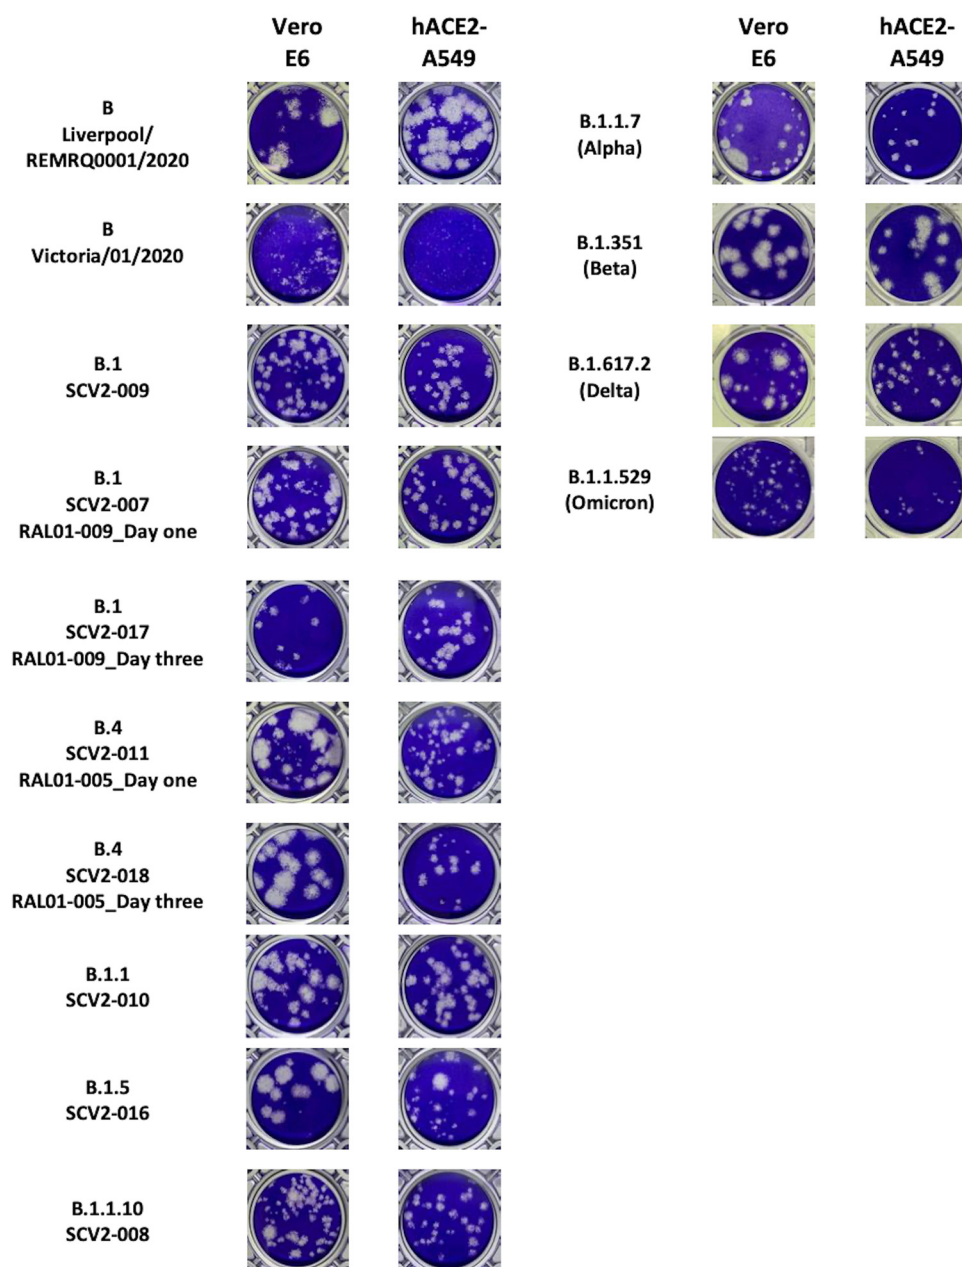 Vero
E6
hACE2-
A549
B
Liverpool/
REMRQ0001/2020
B
Victoria/01/2020
B.1
SCV2-009
B.1
SCV2-007
RAL01-009_Day one
B.1
SCV2-017
RAL01-009_Day three
B.4
SCV2-011
RAL01-005_Day one
B.4
SCV2-018
RAL01-005_Day three
B.1.1
SCV2-010
B.1.5
SCV2-016
B.1.1.10
SCV2-008
Vero
E6
hACE2-
A549
B.1.1.7
(Alpha)
B.1.351
(Beta)
B.1.617.2
(Delta)
B.1.1.529
(Omicron)